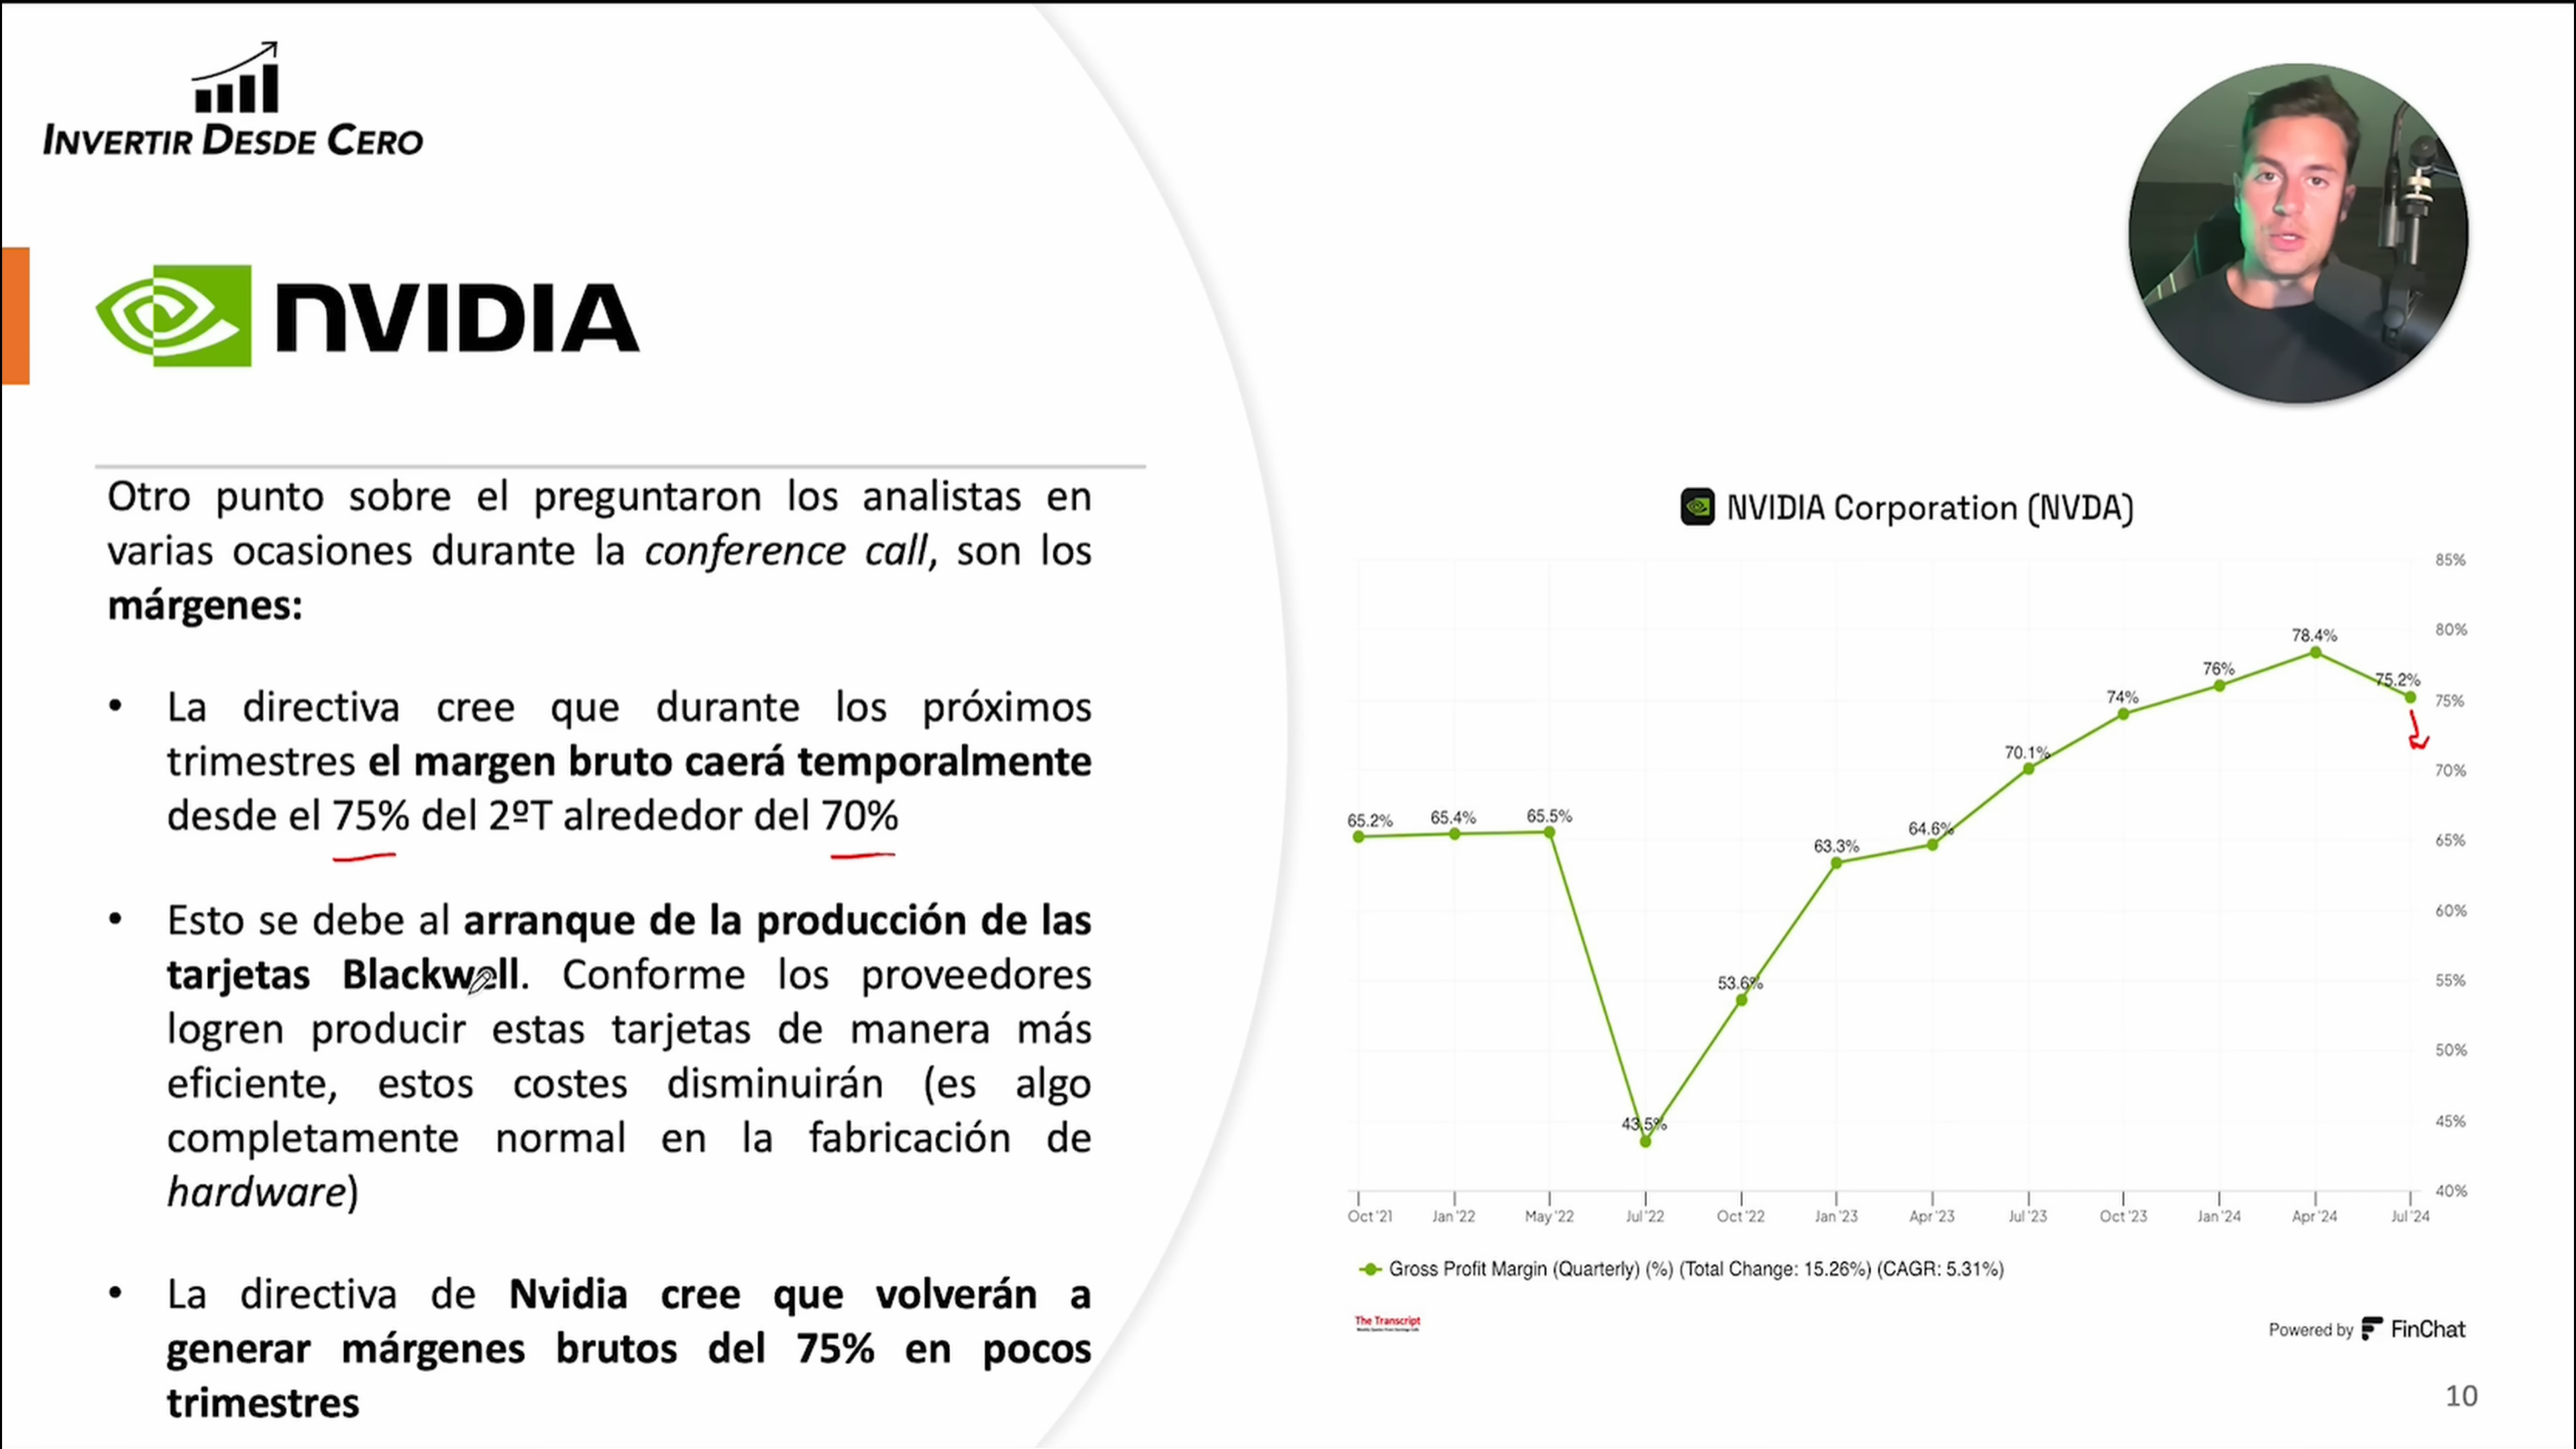 INVERTIR DESDE CERO
NVIDIA
Otro punto sobre el preguntaron los analistas en
varias ocasiones durante la conference call, son los
márgenes:
• La directiva cree que durante los próximos
trimestres el margen bruto caerá temporalmente
desde el 75% del 2ºT alrededor del 70%
• Esto se debe al arranque de la producción de las
tarjetas Blackwell. Conforme los proveedores
logren producir estas tarjetas de manera más
eficiente, estos costes disminuirán (es algo
completamente normal en la fabricación de
hardware)
• La directiva de Nvidia cree que volverán a
generar márgenes brutos del 75% en pocos
trimestres
NVIDIA Corporation (NVDA)
85%
80%
75%
70%
65%
60%
55%
50%
45%
40%
65.2%
65.4%
65.5%
43.5%
53.6%
63.3%
64.6%
70.1%
74%
76%
78.4%
75.2%
Oct '21 Jan '22 May '22 Jul '22 Oct '22 Jan '23 Apr '23 Jul '23 Oct '23 Jan '24 Apr '24 Jul '24
Gross Profit Margin (Quarterly) (%) (Total Change: 15.26%) (CAGR: 5.31%)
The Transcript
Powered by FinChat
10